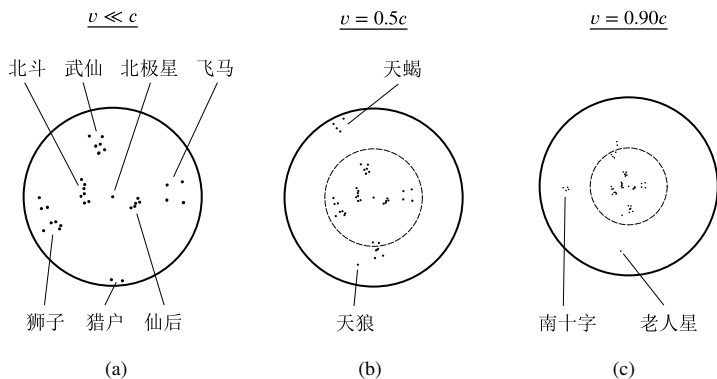 v ≪ c
v = 0.5c
v = 0.90c
北斗 武仙 北极星 飞马
天蝎
狮子 猎户 仙后
天狼
南十字 老人星
(a)
(b)
(c)